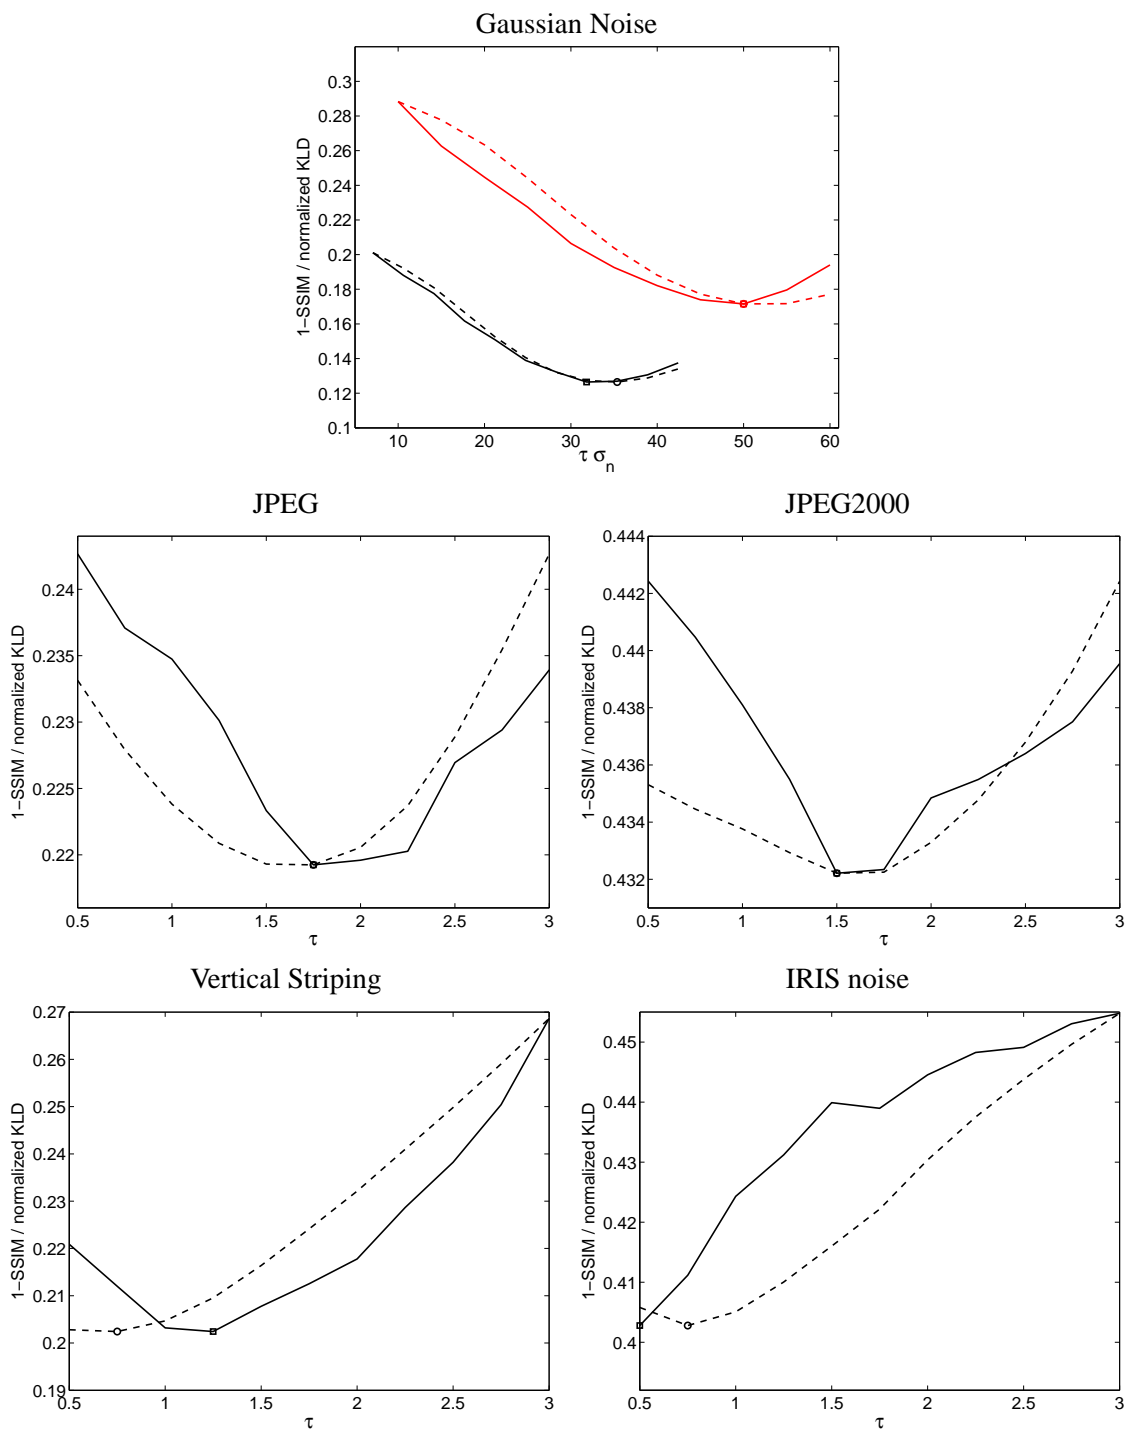 Gaussian Noise
1−SSIM / normalized KLD
0.3
0.28
0.26
0.24
0.22
0.2
0.18
0.16
0.14
0.12
0.1
10 20 30 40 50 60
τ σn
JPEG
1−SSIM / normalized KLD
0.24
0.235
0.23
0.225
0.22
0.5 1 1.5 2 2.5 3
τ
JPEG2000
1−SSIM / normalized KLD
0.444
0.442
0.44
0.438
0.436
0.434
0.432
0.5 1 1.5 2 2.5 3
τ
Vertical Striping
1−SSIM / normalized KLD
0.27
0.26
0.25
0.24
0.23
0.22
0.21
0.2
0.19
0.5 1 1.5 2 2.5 3
τ
IRIS noise
1−SSIM / normalized KLD
0.45
0.44
0.43
0.42
0.41
0.4
0.5 1 1.5 2 2.5 3
τ